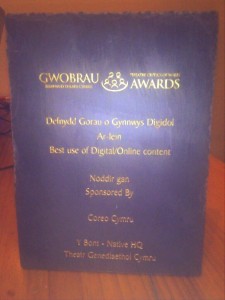 GWOBRAU AWARDS
Defnydd Gorau o Gynnwys Digidol
Ar-lein
Best use of Digital/Online content
Noddir gan
Sponsored By
Coreo Cymru
Y Bont - Native HQ
Theatr Genedlaethol Cymru